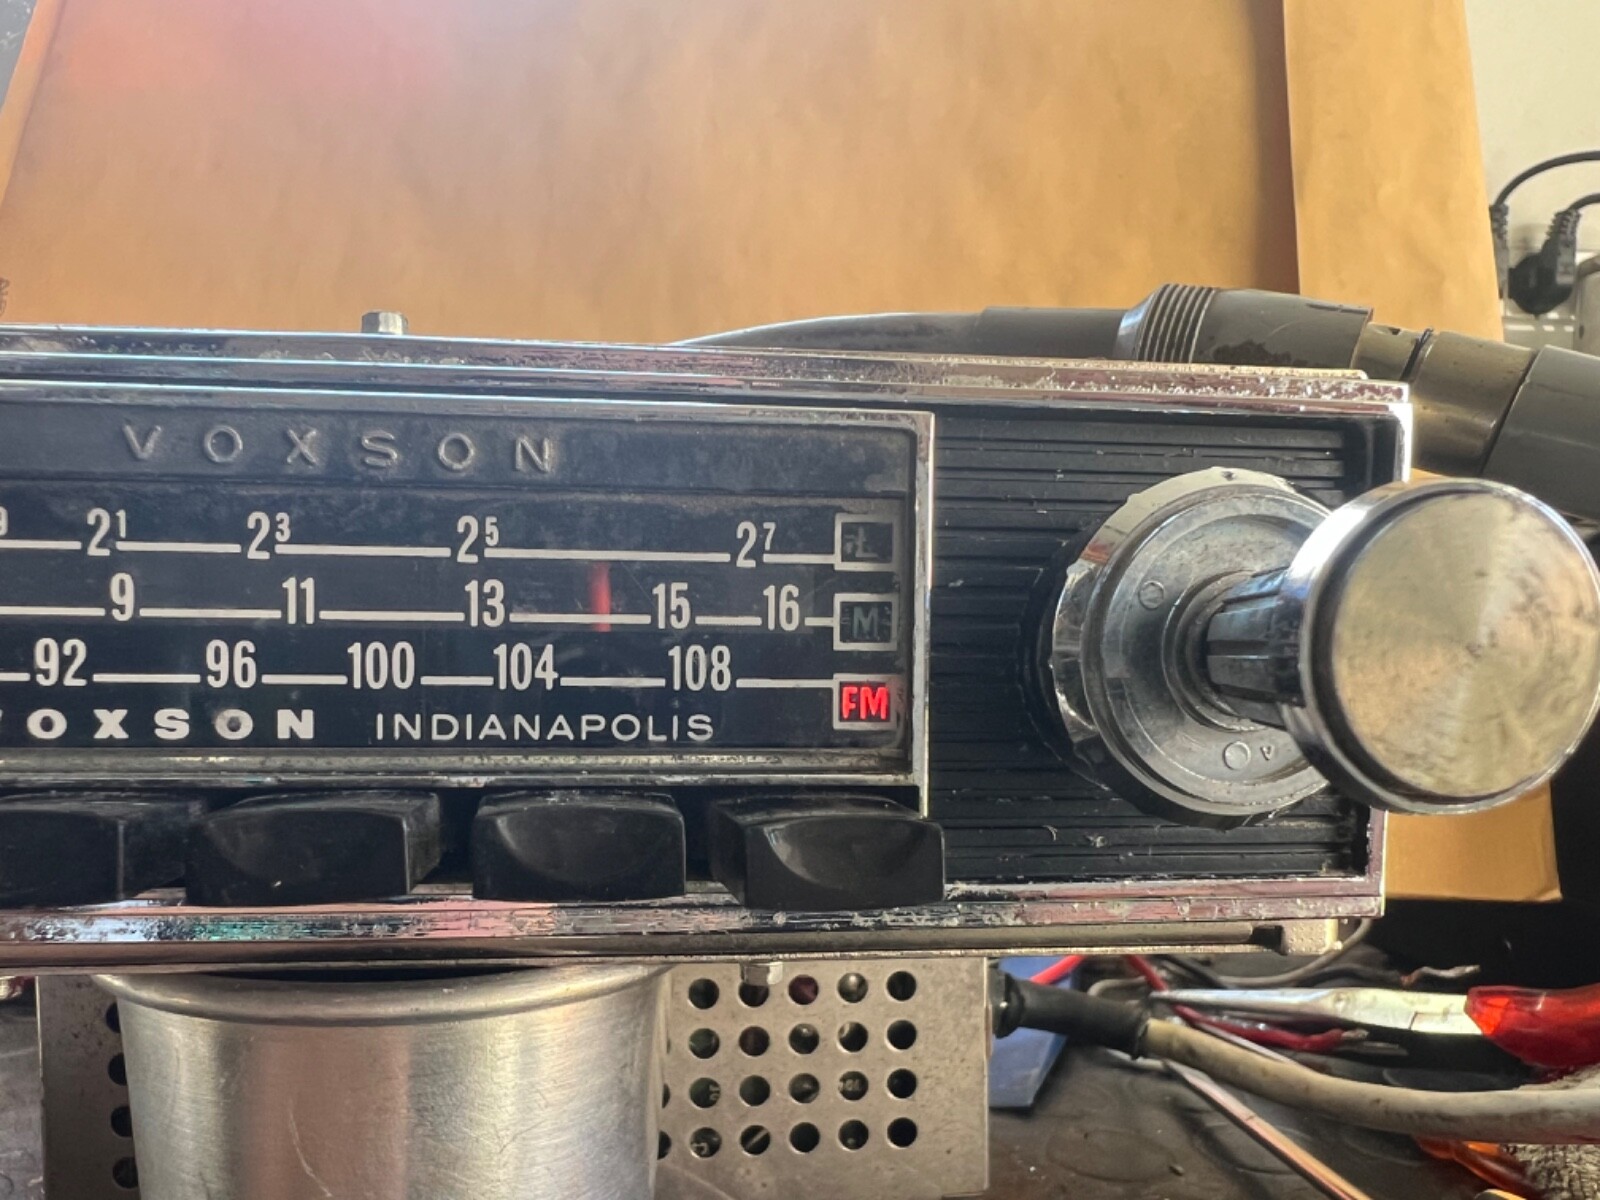 VOXSON
21 23 25 27 L
9 11 13 15 16 M
92 96 100 104 108 FM
VOXSON INDIANAPOLIS